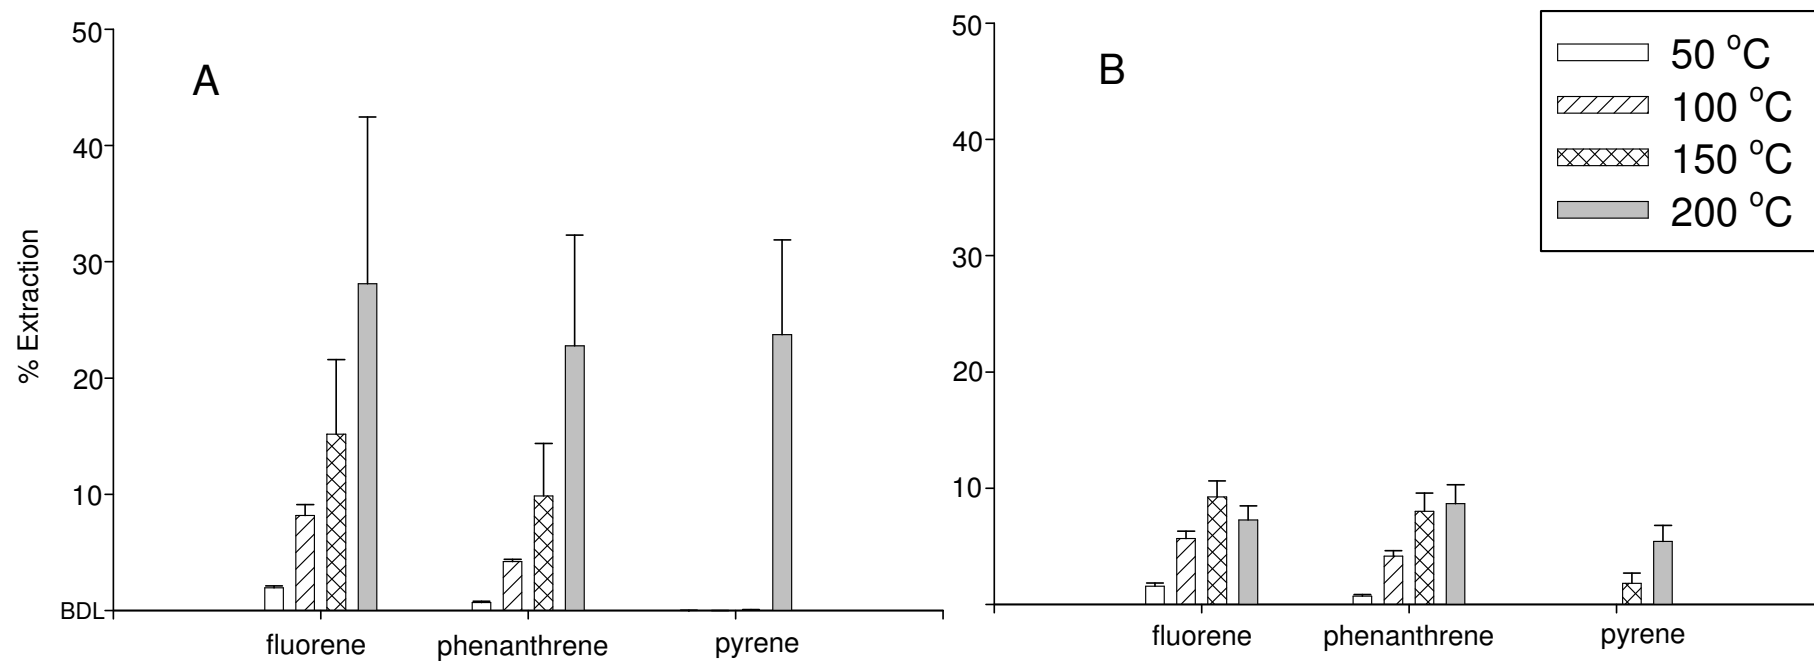 % Extraction
50
40
30
20
10
BDL
A
fluorene
phenanthrene
pyrene
50
40
30
20
10
B
fluorene
phenanthrene
pyrene
50 °C
100 °C
150 °C
200 °C